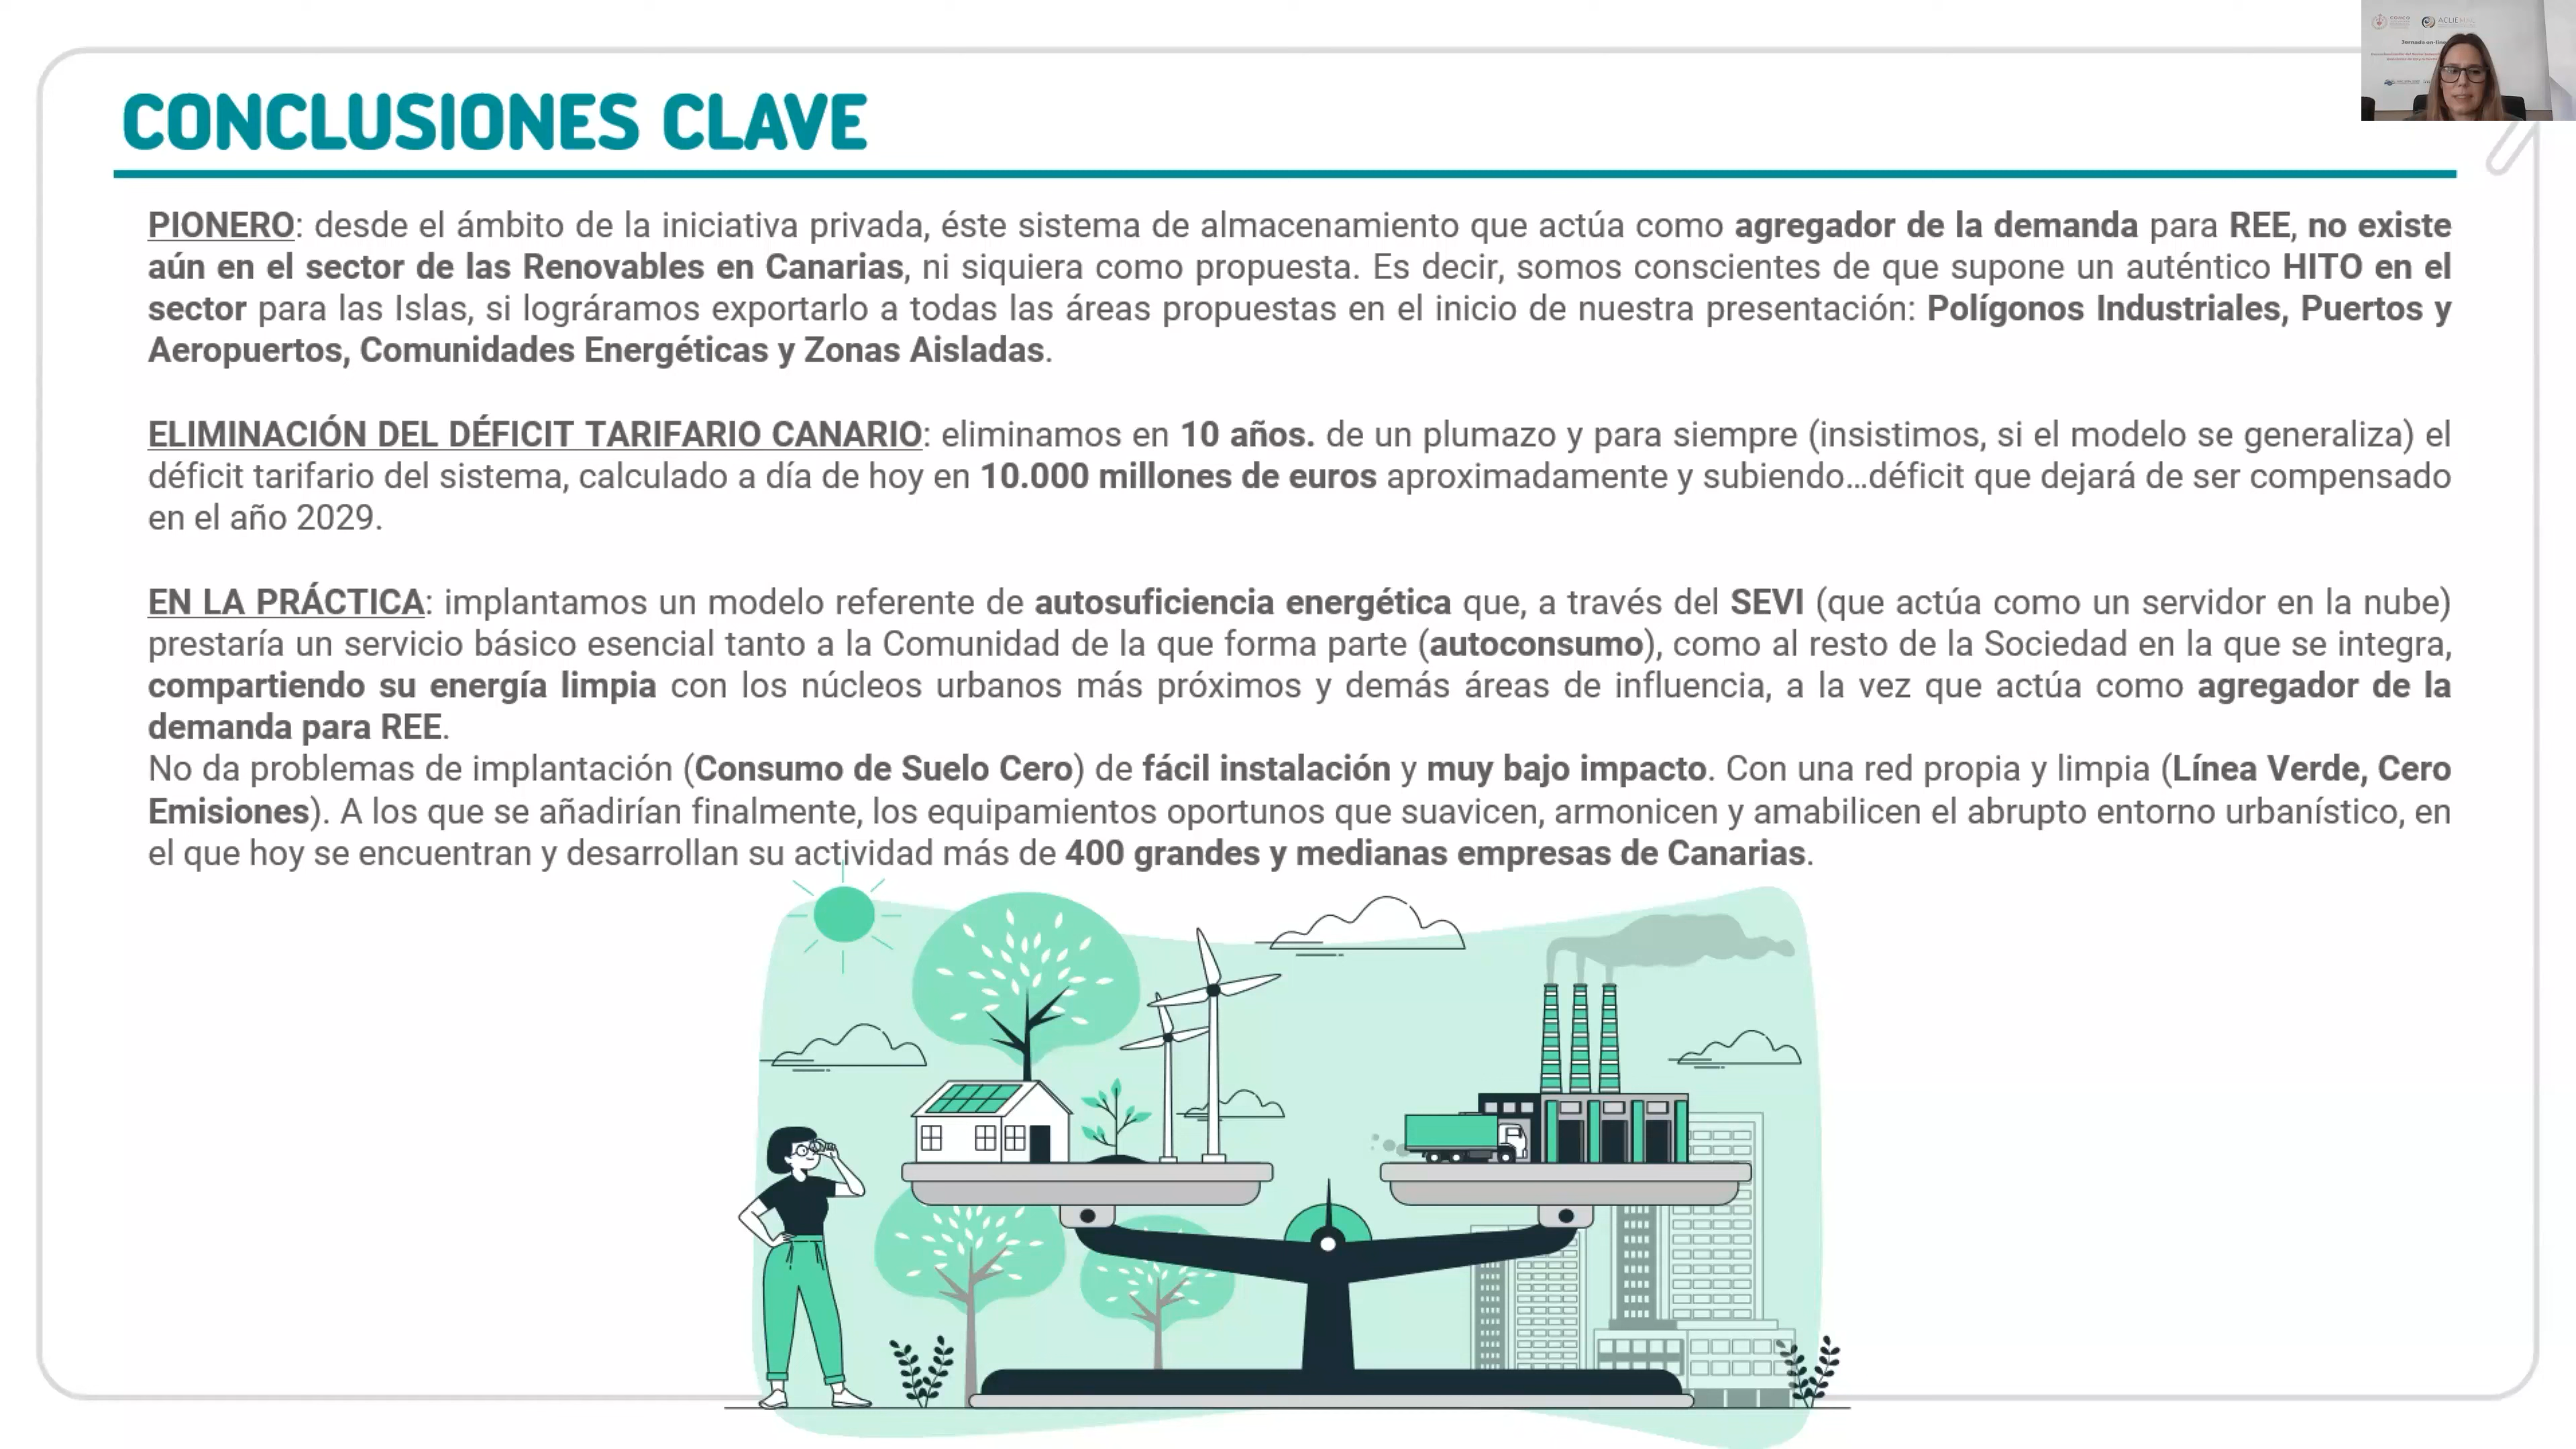 CONCLUSIONES CLAVE
PIONERO: desde el ámbito de la iniciativa privada, éste sistema de almacenamiento que actúa como agregador de la demanda para REE, no existe
aún en el sector de las Renovables en Canarias, ni siquiera como propuesta. Es decir, somos conscientes de que supone un auténtico HITO en el
sector para las Islas, si lográramos exportarlo a todas las áreas propuestas en el inicio de nuestra presentación: Polígonos Industriales, Puertos y
Aeropuertos, Comunidades Energéticas y Zonas Aisladas.
ELIMINACIÓN DEL DÉFICIT TARIFARIO CANARIO: eliminamos en 10 años. de un plumazo y para siempre (insistimos, si el modelo se generaliza) el
déficit tarifario del sistema, calculado a día de hoy en 10.000 millones de euros aproximadamente y subiendo...déficit que dejará de ser compensado
en el año 2029.
EN LA PRÁCTICA: implantamos un modelo referente de autosuficiencia energética que, a través del SEVI (que actúa como un servidor en la nube)
prestaría un servicio básico esencial tanto a la Comunidad de la que forma parte (autoconsumo), como al resto de la Sociedad en la que se integra,
compartiendo su energía limpia con los núcleos urbanos más próximos y demás áreas de influencia, a la vez que actúa como agregador de la
demanda para REE.
No da problemas de implantación (Consumo de Suelo Cero) de fácil instalación y muy bajo impacto. Con una red propia y limpia (Línea Verde, Cero
Emisiones). A los que se añadirían finalmente, los equipamientos oportunos que suavicen, armonicen y amabilicen el abrupto entorno urbanístico, en
el que hoy se encuentran y desarrollan su actividad más de 400 grandes y medianas empresas de Canarias.